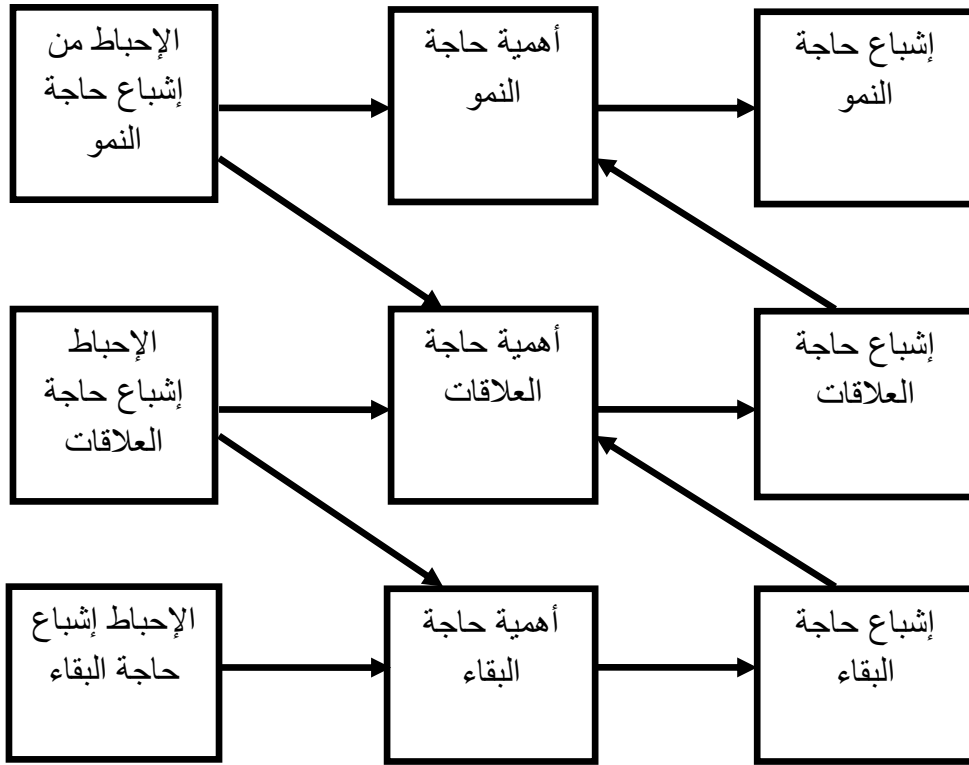 إشباع حاجة
النمو
أهمية حاجة
النمو
الإحباط من
إشباع حاجة
النمو
إشباع حاجة
العلاقات
أهمية حاجة
العلاقات
الإحباط
إشباع حاجة
العلاقات
إشباع حاجة
البقاء
أهمية حاجة
البقاء
الإحباط إشباع
حاجة البقاء